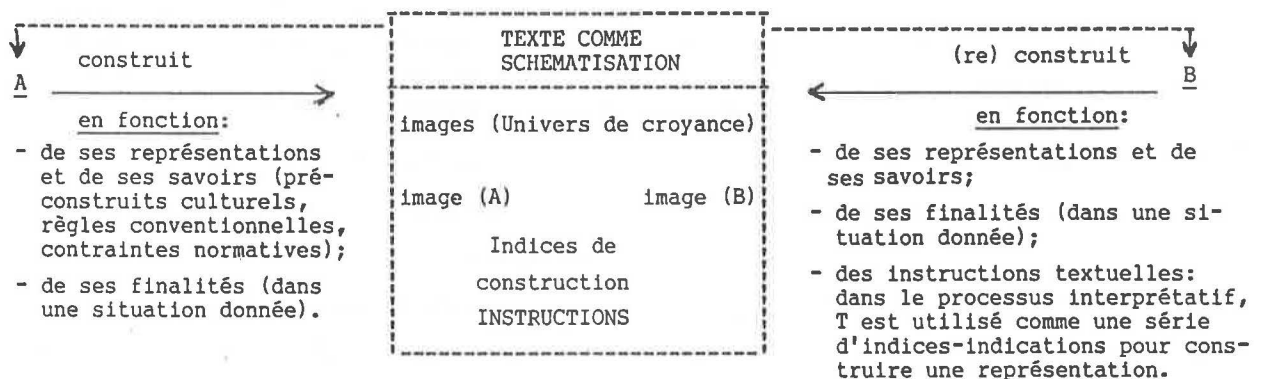 TEXTE COMME
SCHEMATISATION
construit
A
en fonction:
- de ses représentations
et de ses savoirs (pré-
construits culturels,
règles conventionnelles,
contraintes normatives);
- de ses finalités (dans
une situation donnée).
images (Univers de croyance)
image (A) image (B)
Indices de
construction
INSTRUCTIONS
(re) construit
B
en fonction:
- de ses représentations et de
ses savoirs;
- de ses finalités (dans une si-
tuation donnée);
- des instructions textuelles:
dans le processus interprétatif,
T est utilisé comme une série
d'indices-indications pour cons-
truire une représentation.